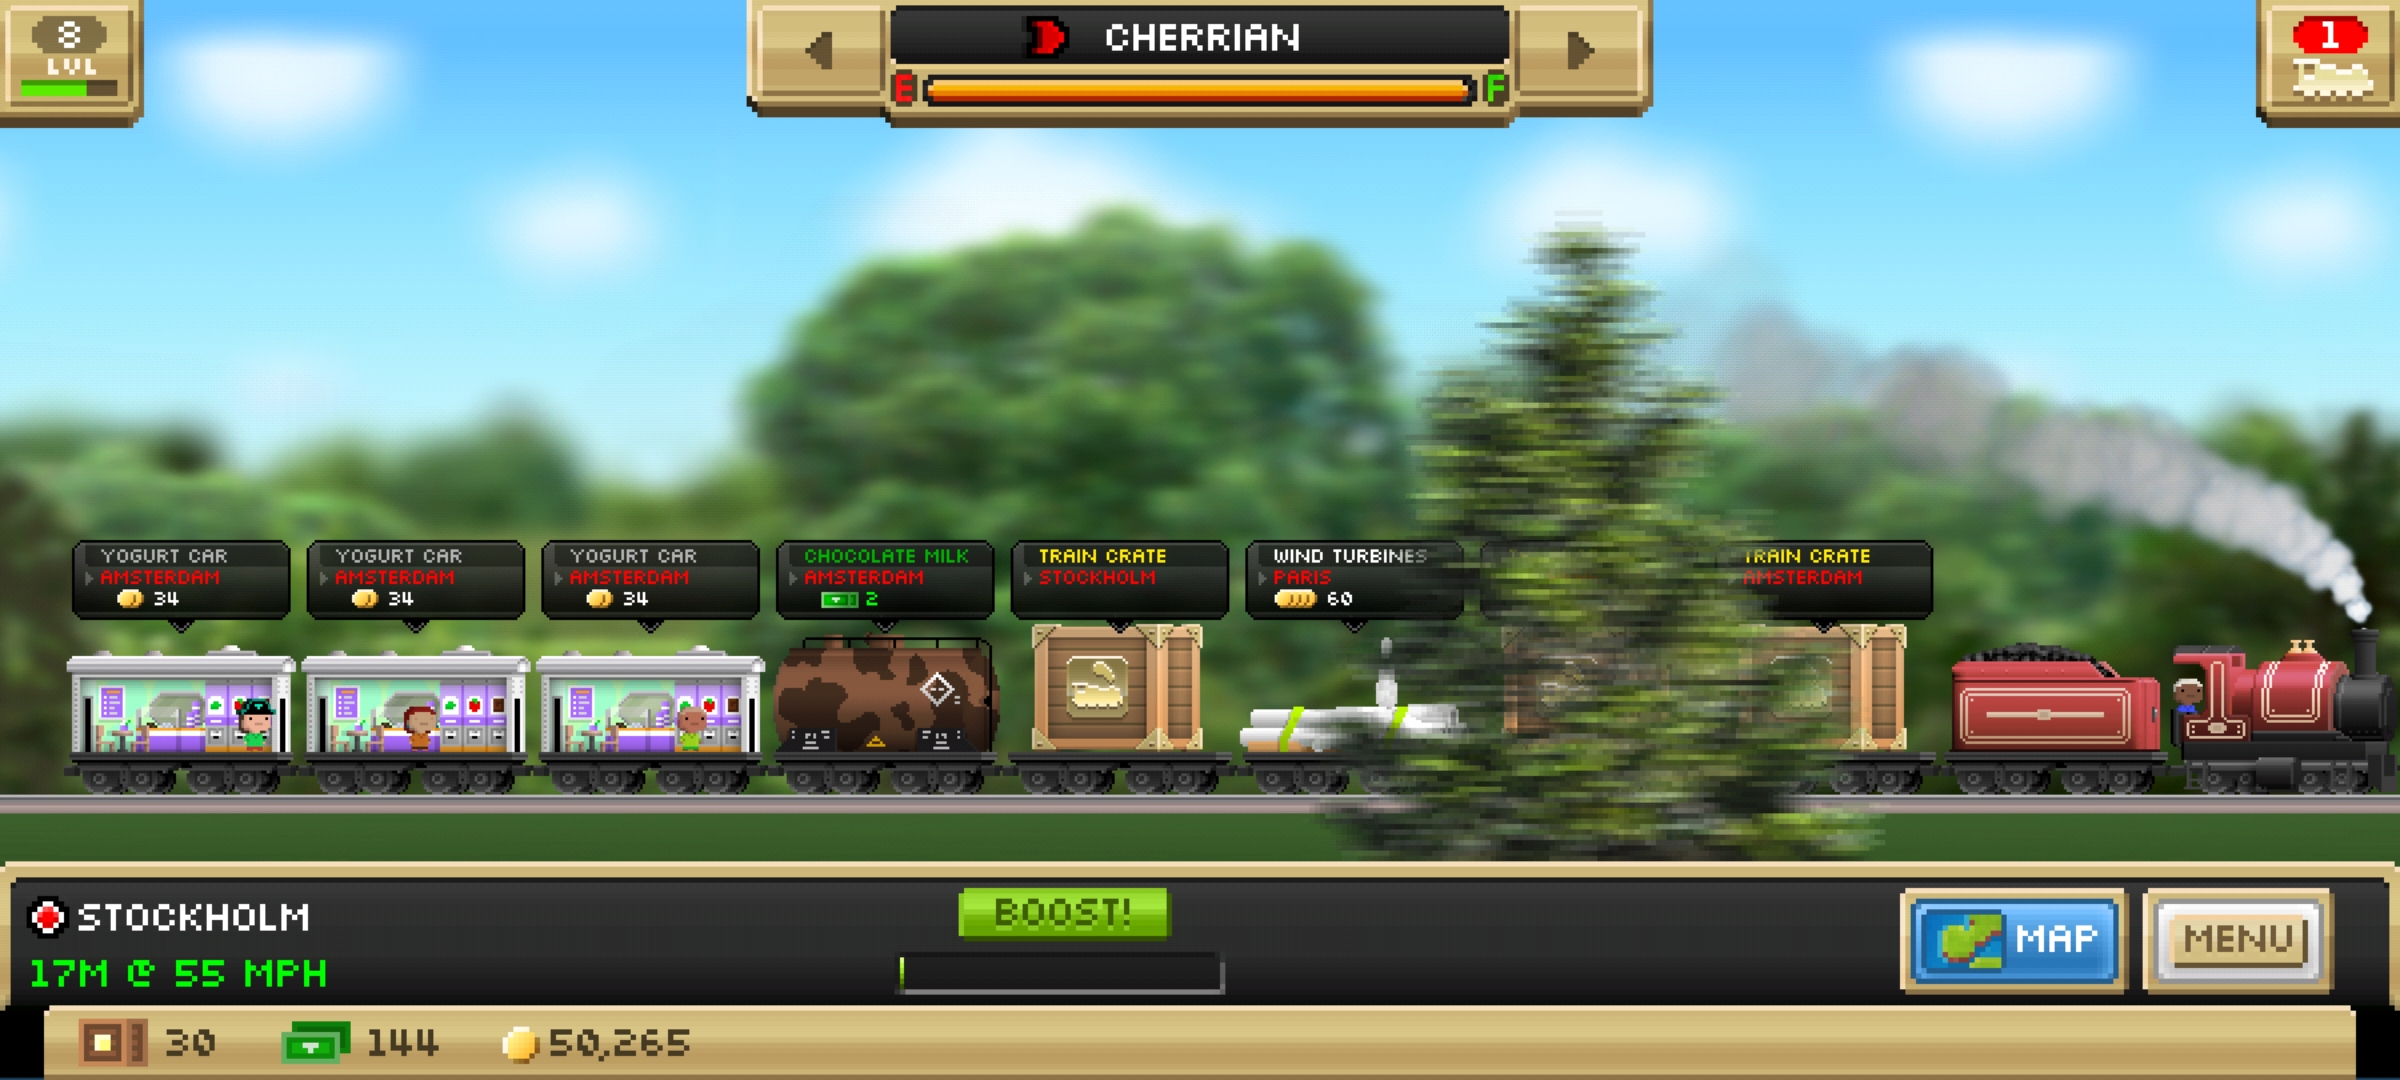 8
LVL
CHERRIAN
E F
1
YOGURT CAR
AMSTERDAM
34
YOGURT CAR
AMSTERDAM
34
YOGURT CAR
AMSTERDAM
34
CHOCOLATE MILK
AMSTERDAM
2
TRAIN CRATE
STOCKHOLM
WIND TURBINES
PARIS
60
TRAIN CRATE
AMSTERDAM
STOCKHOLM
17M @ 55 MPH
BOOST!
MAP
MENU
30
144
50,265